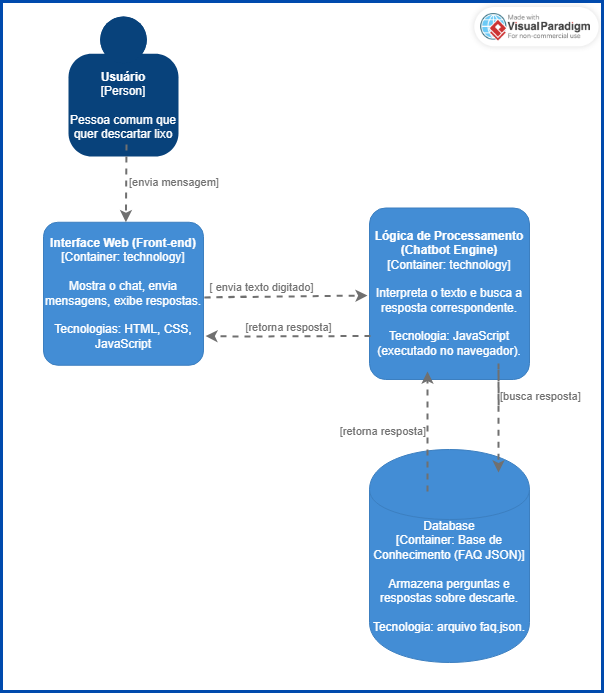 Made with
VisualParadigm
For non-commercial use
Usuário
[Person]
Pessoa comum que
quer descartar lixo
[envia mensagem]
Interface Web (Front-end)
[Container: technology]
Mostra o chat, envia
mensagens, exibe respostas.
Tecnologias: HTML, CSS,
JavaScript
[ envia texto digitado]
[retorna resposta]
Lógica de Processamento
(Chatbot Engine)
[Container: technology]
Interpreta o texto e busca a
resposta correspondente.
Tecnologia: JavaScript
(executado no navegador).
[busca resposta]
[retorna resposta]
Database
[Container: Base de
Conhecimento (FAQ JSON)]
Armazena perguntas e
respostas sobre descarte.
Tecnologia: arquivo faq.json.